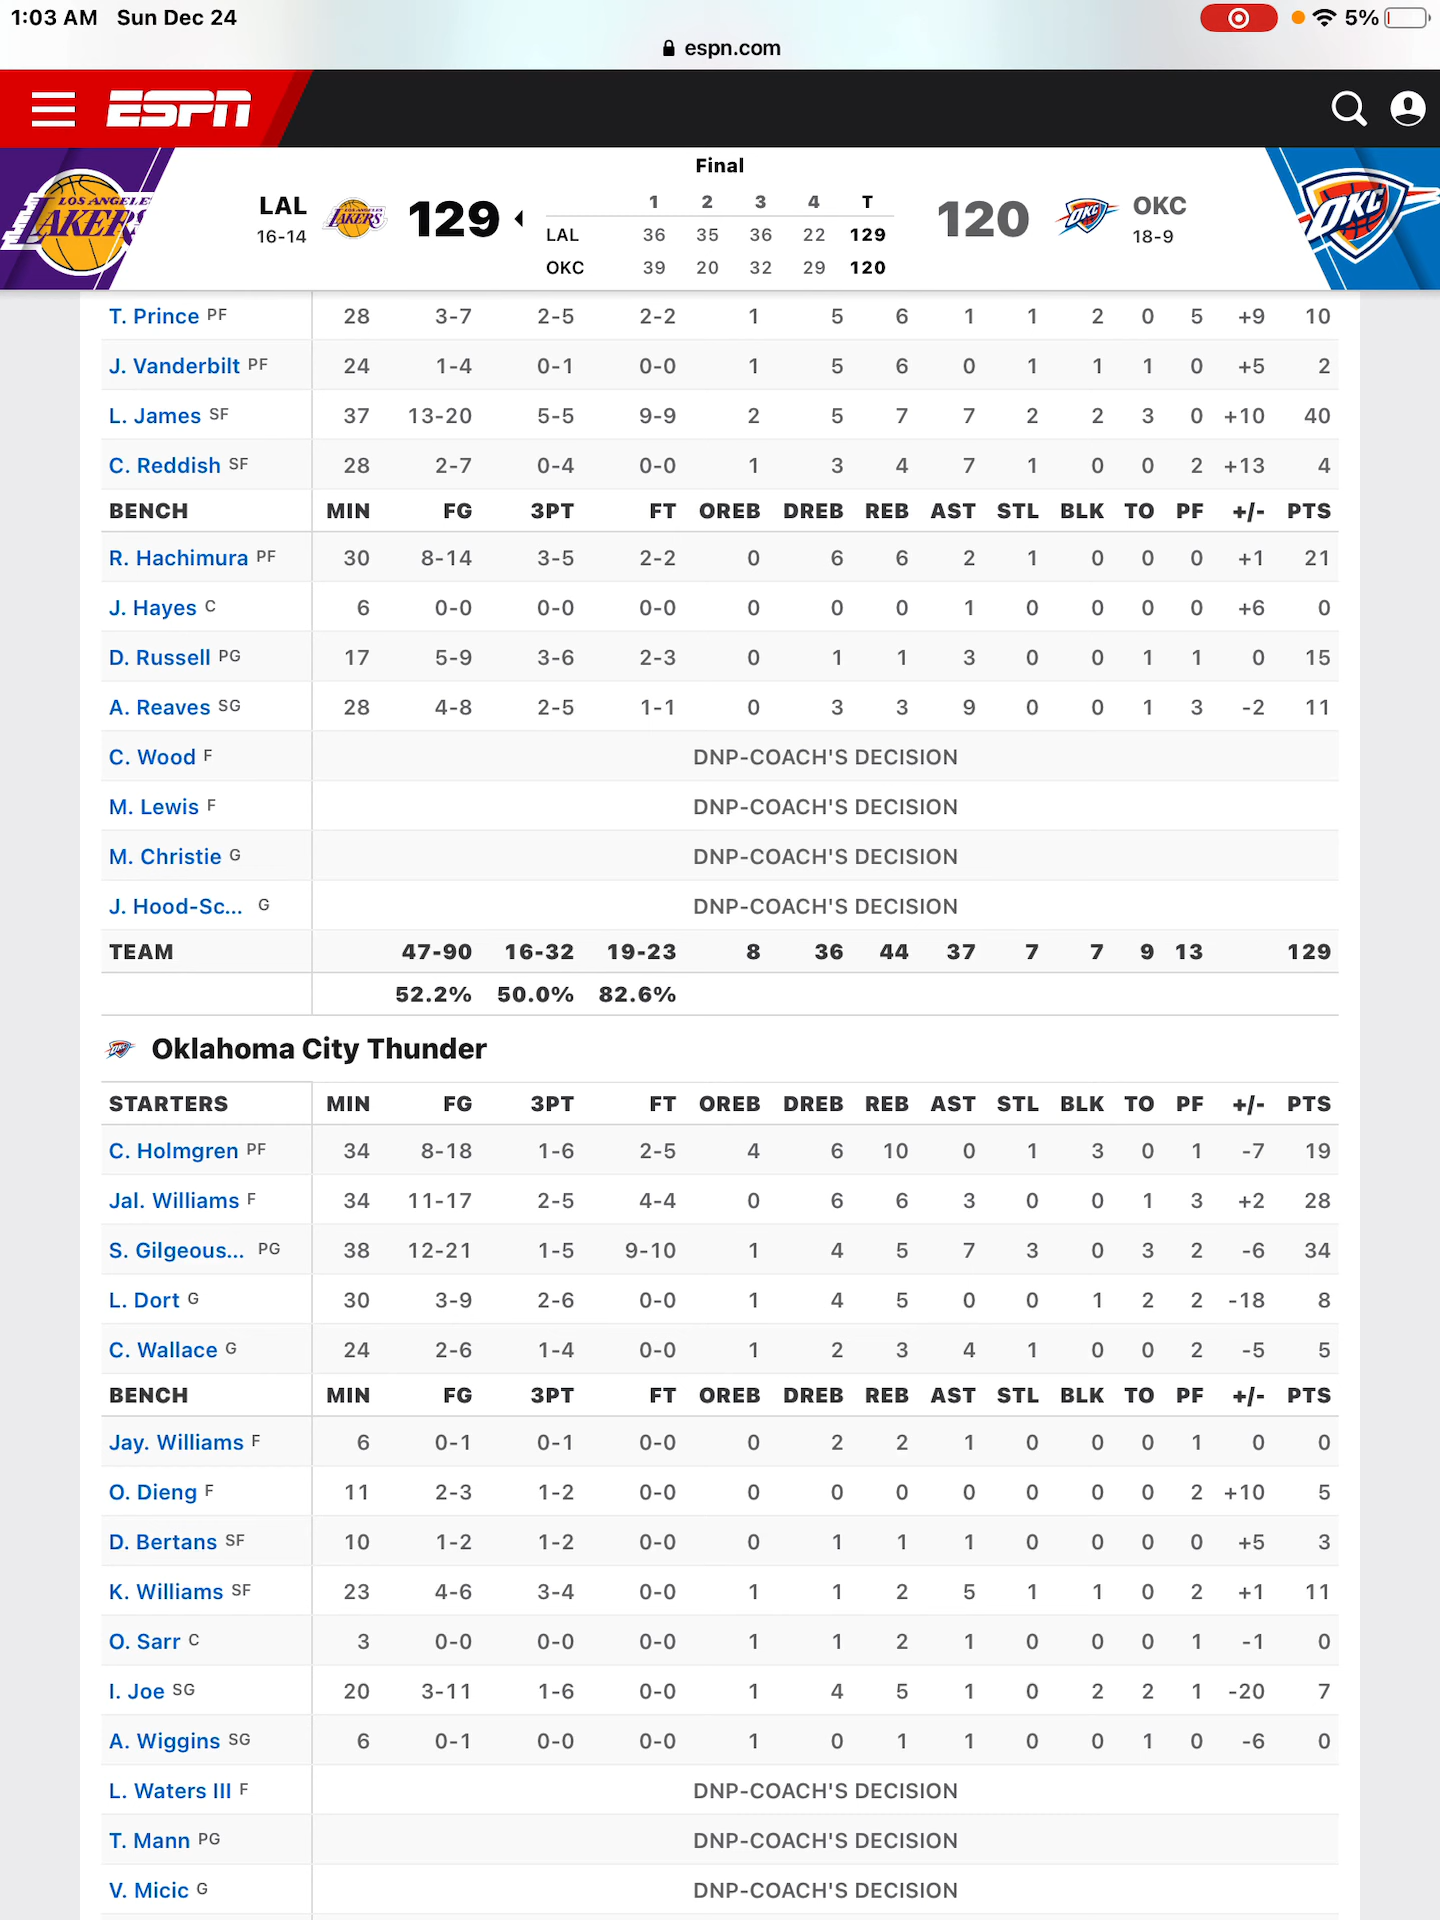 1:03 AM Sun Dec 24 5%
espn.com
ESPN
Final
LOS ANGELES LAKERS LAL 16-14 LOS ANGELES LAKERS 129 120 OKC OKC 18-9 OKC
1 2 3 4 T
LAL 36 35 36 22 129
OKC 39 20 32 29 120
T. Prince PF 28 3-7 2-5 2-2 1 5 6 1 1 2 0 5 +9 10
J. Vanderbilt PF 24 1-4 0-1 0-0 1 5 6 0 1 1 1 0 +5 2
L. James SF 37 13-20 5-5 9-9 2 5 7 7 2 2 3 0 +10 40
C. Reddish SF 28 2-7 0-4 0-0 1 3 4 7 1 0 0 2 +13 4
BENCH MIN FG 3PT FT OREB DREB REB AST STL BLK TO PF +/- PTS
R. Hachimura PF 30 8-14 3-5 2-2 0 6 6 2 1 0 0 0 +1 21
J. Hayes C 6 0-0 0-0 0-0 0 0 0 1 0 0 0 0 +6 0
D. Russell PG 17 5-9 3-6 2-3 0 1 1 3 0 0 1 1 0 15
A. Reaves SG 28 4-8 2-5 1-1 0 3 3 9 0 0 1 3 -2 11
C. Wood F DNP-COACH'S DECISION
M. Lewis F DNP-COACH'S DECISION
M. Christie G DNP-COACH'S DECISION
J. Hood-Sc... G DNP-COACH'S DECISION
TEAM 47-90 16-32 19-23 8 36 44 37 7 7 9 13 129
52.2% 50.0% 82.6%
OKC Oklahoma City Thunder
STARTERS MIN FG 3PT FT OREB DREB REB AST STL BLK TO PF +/- PTS
C. Holmgren PF 34 8-18 1-6 2-5 4 6 10 0 1 3 0 1 -7 19
Jal. Williams F 34 11-17 2-5 4-4 0 6 6 3 0 0 1 3 +2 28
S. Gilgeous... PG 38 12-21 1-5 9-10 1 4 5 7 3 0 3 2 -6 34
L. Dort G 30 3-9 2-6 0-0 1 4 5 0 0 1 2 2 -18 8
C. Wallace G 24 2-6 1-4 0-0 1 2 3 4 1 0 0 2 -5 5
BENCH MIN FG 3PT FT OREB DREB REB AST STL BLK TO PF +/- PTS
Jay. Williams F 6 0-1 0-1 0-0 0 2 2 1 0 0 0 1 0 0
O. Dieng F 11 2-3 1-2 0-0 0 0 0 0 0 0 0 2 +10 5
D. Bertans SF 10 1-2 1-2 0-0 0 1 1 1 0 0 0 0 +5 3
K. Williams SF 23 4-6 3-4 0-0 1 1 2 5 1 1 0 2 +1 11
O. Sarr C 3 0-0 0-0 0-0 1 1 2 1 0 0 0 1 -1 0
I. Joe SG 20 3-11 1-6 0-0 1 4 5 1 0 2 2 1 -20 7
A. Wiggins SG 6 0-1 0-0 0-0 1 0 1 1 0 0 1 0 -6 0
L. Waters III F DNP-COACH'S DECISION
T. Mann PG DNP-COACH'S DECISION
V. Micic G DNP-COACH'S DECISION